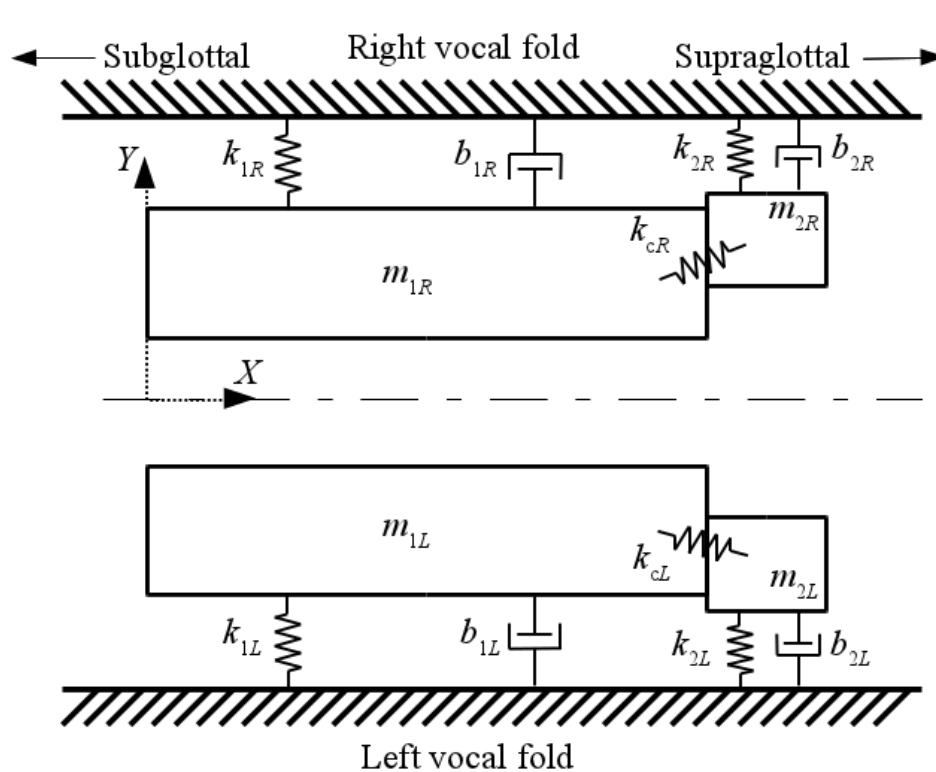 Subglottal Right vocal fold Supraglottal
Y k1R b1R k2R b2R
m2R
kcR
m1R
X
m1L
kcL
m2L
k1L b1L k2L b2L
Left vocal fold